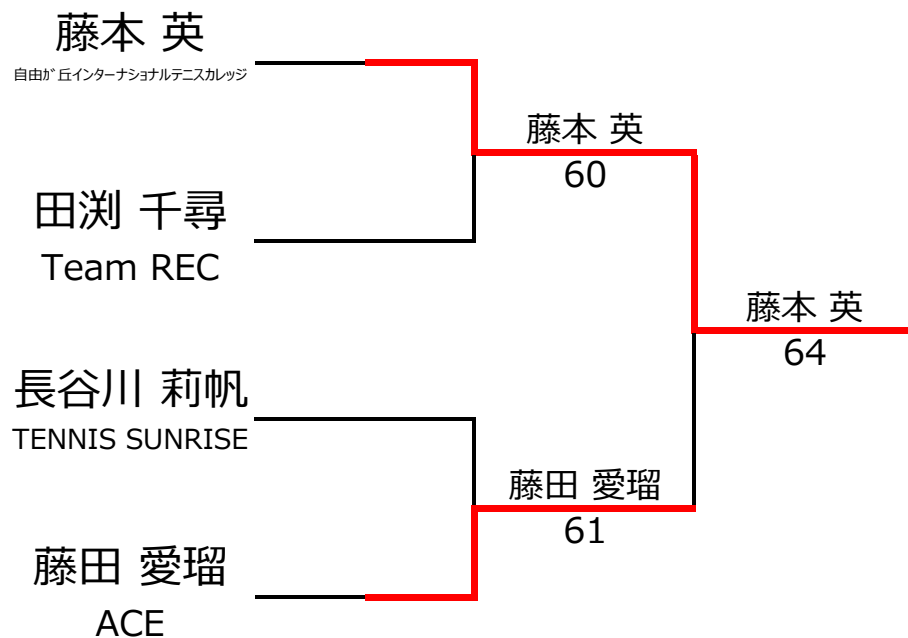 藤本 英
自由が丘インターナショナルテニスカレッジ
藤本 英
60
田渕 千尋
Team REC
藤本 英
64
長谷川 莉帆
TENNIS SUNRISE
藤田 愛瑠
61
藤田 愛瑠
ACE